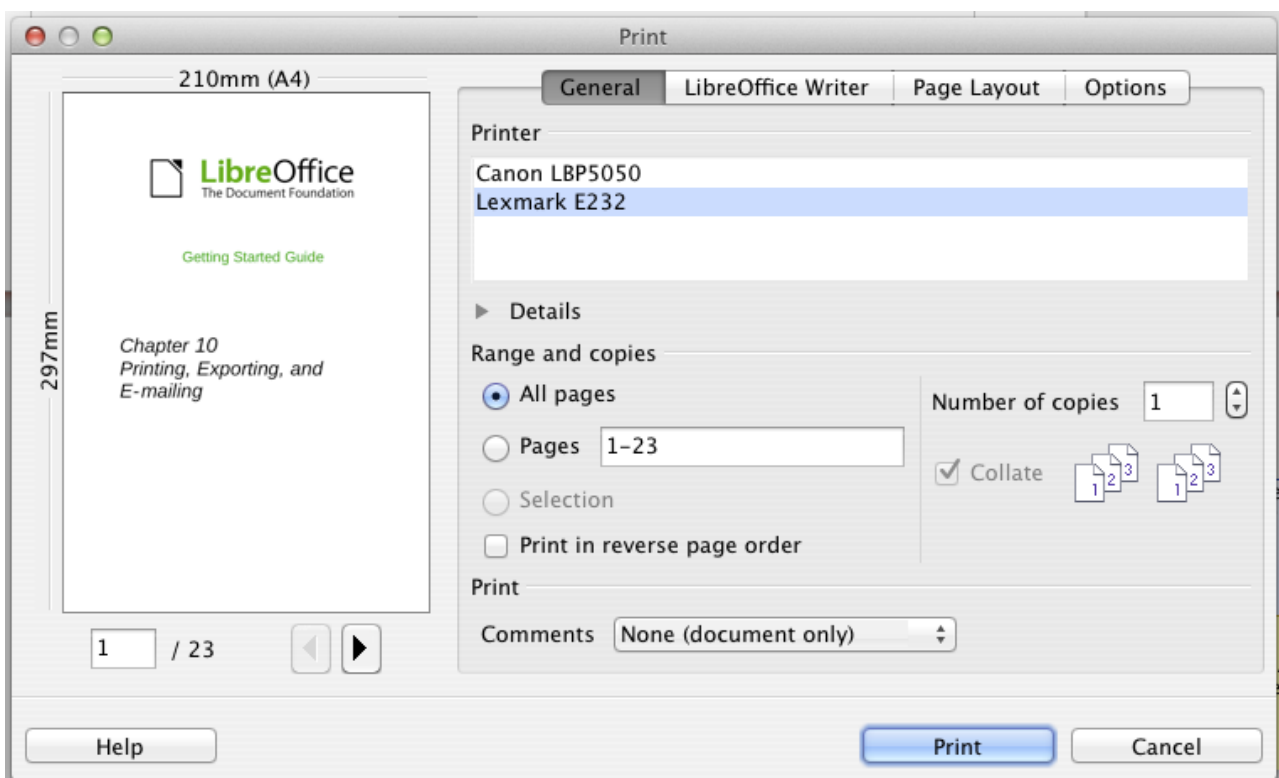 Print
210mm (A4)
297mm
LibreOffice
The Document Foundation
Getting Started Guide
Chapter 10
Printing, Exporting, and
E-mailing
1 / 23
General LibreOffice Writer Page Layout Options
Printer
Canon LBP5050
Lexmark E232
Details
Range and copies
All pages
Pages 1-23
Selection
Print in reverse page order
Number of copies 1
Collate 1 2 3 1 2 3
Print
Comments None (document only)
Help Print Cancel